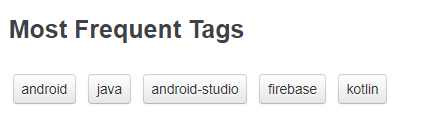 Most Frequent Tags
android java android-studio firebase kotlin